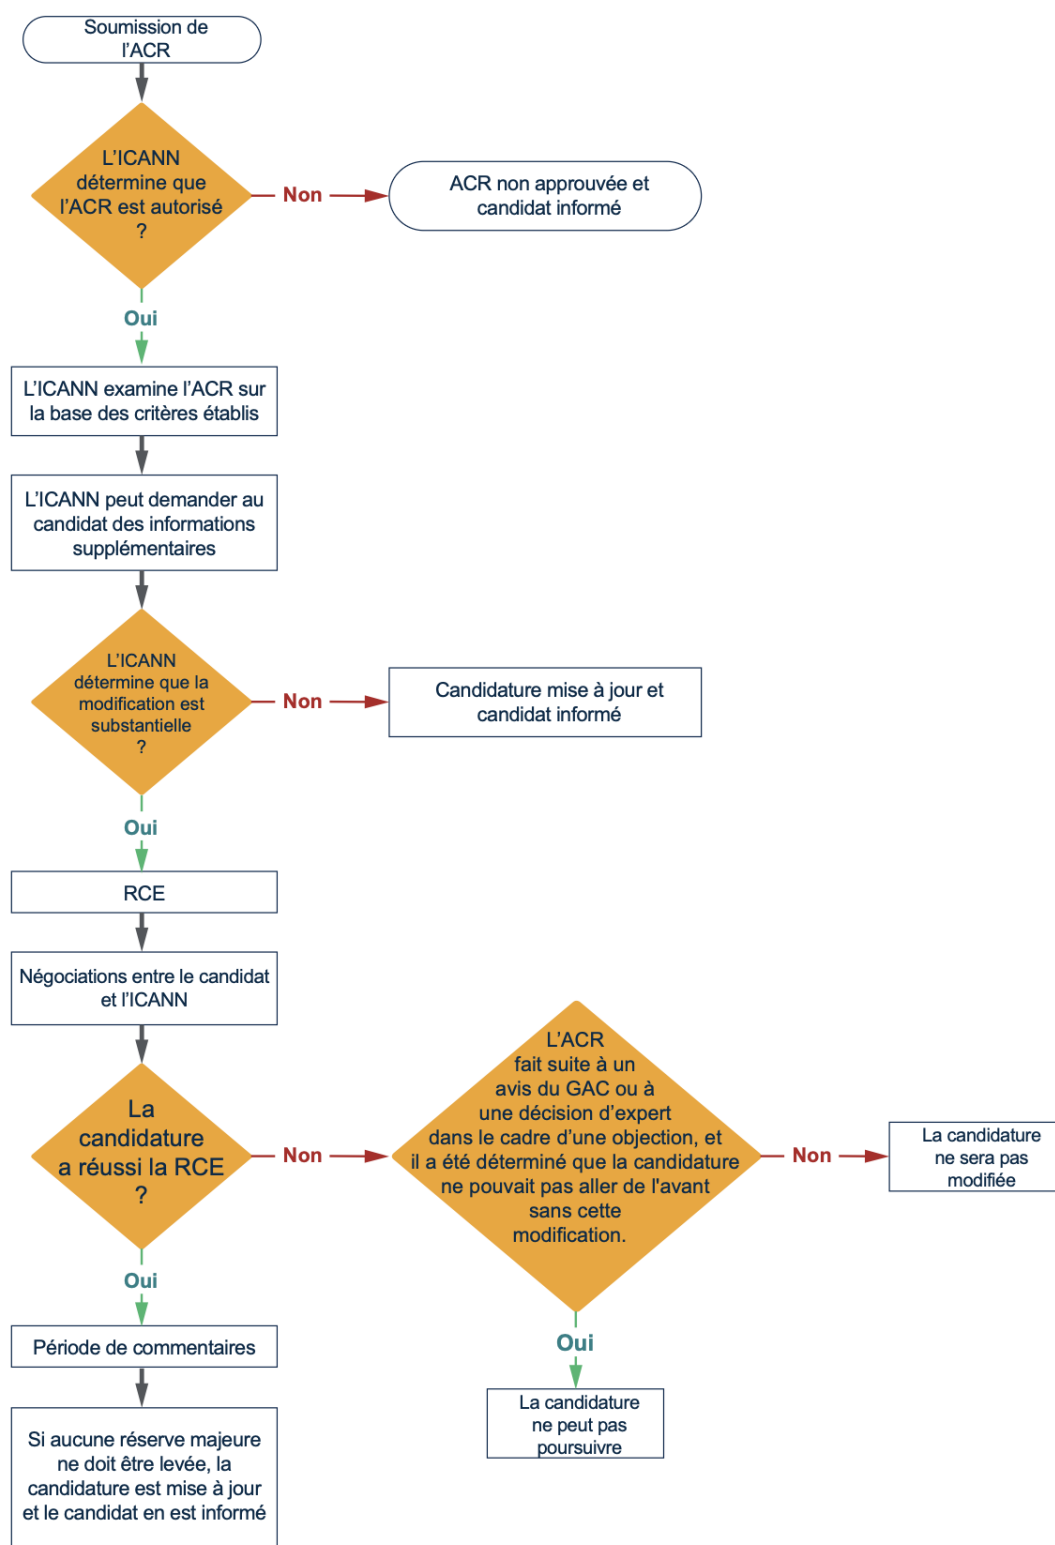 Soumission de
l’ACR
L’ICANN
détermine que
l’ACR est autorisé
?
Non
ACR non approuvée et
candidat informé
Oui
L’ICANN examine l’ACR sur
la base des critères établis
L’ICANN peut demander au
candidat des informations
supplémentaires
L’ICANN
détermine que la
modification est
substantielle
?
Non
Candidature mise à jour et
candidat informé
Oui
RCE
Négociations entre le candidat
et l’ICANN
La
candidature
a réussi la RCE
?
Non
L’ACR
fait suite à un
avis du GAC ou à
une décision d’expert
dans le cadre d’une objection, et
il a été déterminé que la candidature
ne pouvait pas aller de l'avant
sans cette
modification.
Non
La candidature
ne sera pas
modifiée
Oui
Période de commentaires
Si aucune réserve majeure
ne doit être levée, la
candidature est mise à jour
et le candidat en est informé
Oui
La candidature
ne peut pas
poursuivre